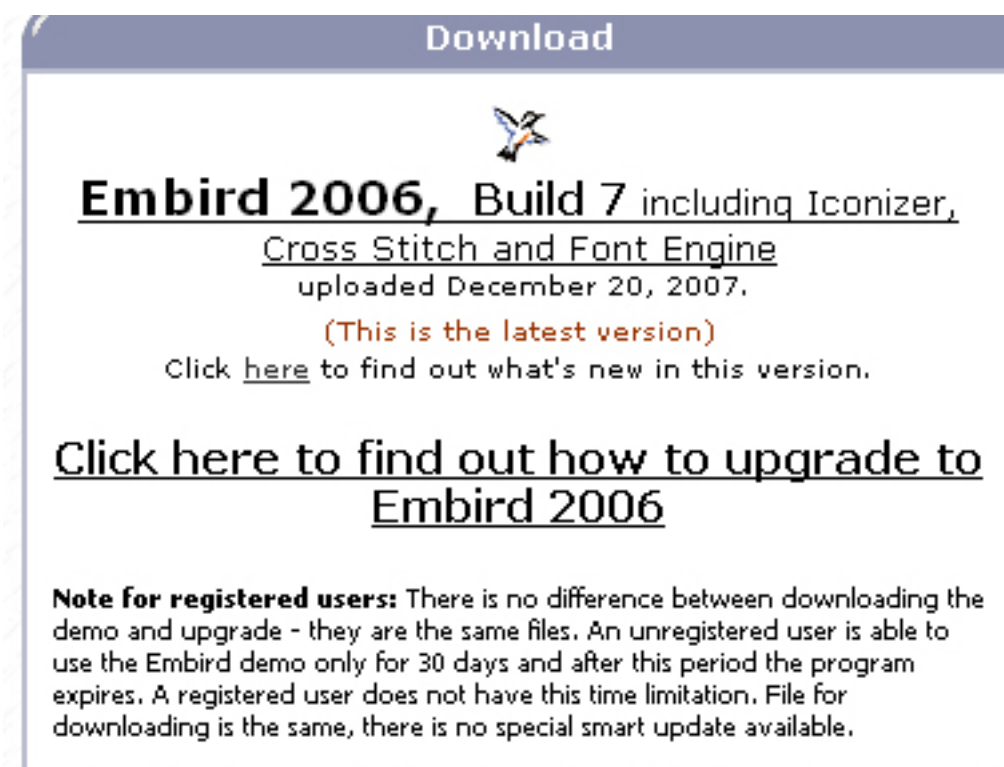 Download
Embird 2006, Build 7 including Iconizer,
Cross Stitch and Font Engine
uploaded December 20, 2007.
(This is the latest version)
Click here to find out what's new in this version.
Click here to find out how to upgrade to
Embird 2006
Note for registered users: There is no difference between downloading the
demo and upgrade - they are the same files. An unregistered user is able to
use the Embird demo only for 30 days and after this period the program
expires. A registered user does not have this time limitation. File for
downloading is the same, there is no special smart update available.